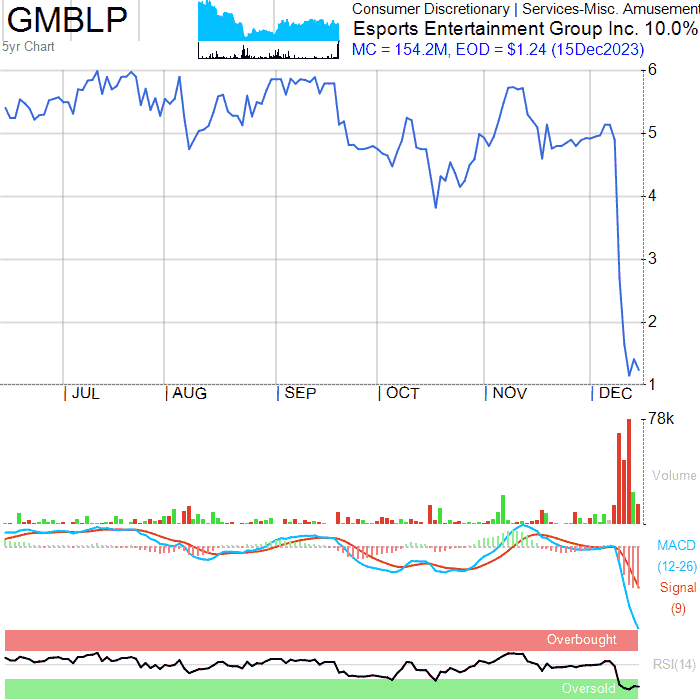 GMBLP
5yr Chart
Consumer Discretionary | Services-Misc. Amusement
Esports Entertainment Group Inc. 10.0%
MC = 154.2M, EOD = $1.24 (15Dec2023)
6
5
4
3
2
1
JUL
AUG
SEP
OCT
NOV
DEC
78k
Volume
MACD
(12-26)
Signal
(9)
Overbought
RSI(14)
Oversold